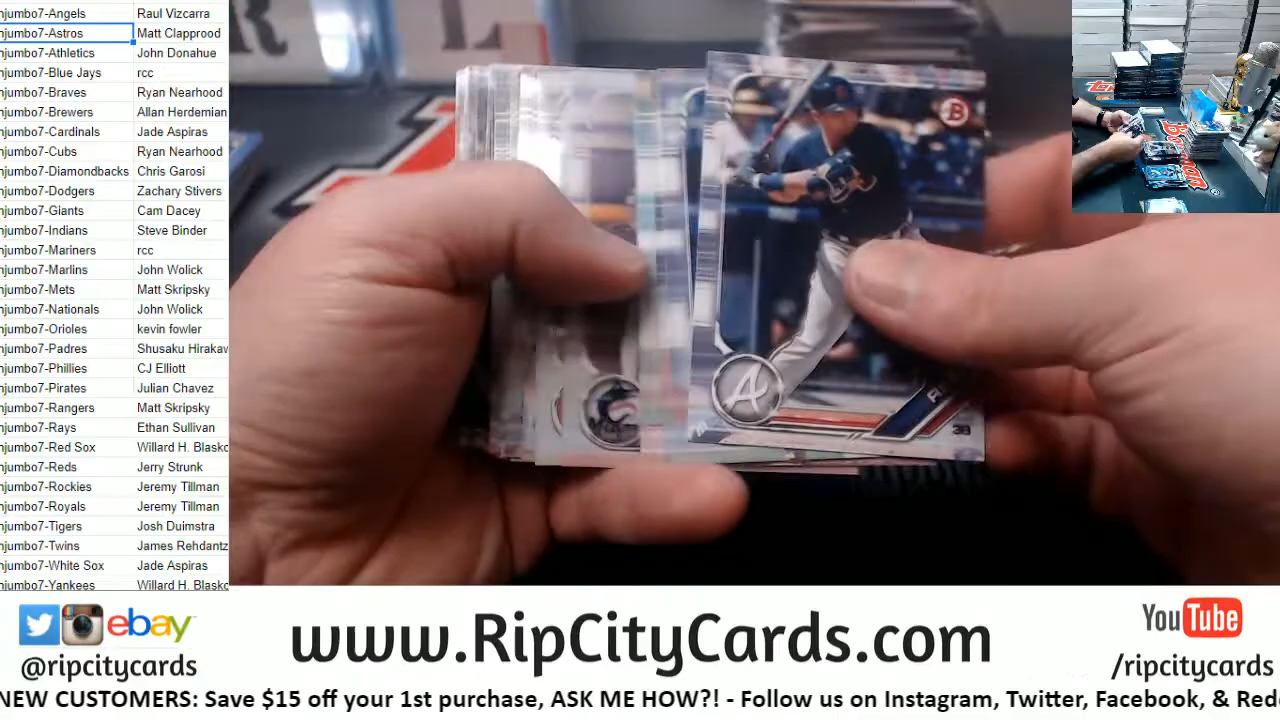 njumbo7-Angels Raul Vizcarra
njumbo7-Astros Matt Clapprood
njumbo7-Athletics John Donahue
njumbo7-Blue Jays rcc
njumbo7-Braves Ryan Nearhood
njumbo7-Brewers Allan Herdemian
njumbo7-Cardinals Jade Aspiras
njumbo7-Cubs Ryan Nearhood
njumbo7-Diamondbacks Chris Garosi
njumbo7-Dodgers Zachary Stivers
njumbo7-Giants Cam Dacey
njumbo7-Indians Steve Binder
njumbo7-Mariners rcc
njumbo7-Marlins John Wolick
njumbo7-Mets Matt Skripsky
njumbo7-Nationals John Wolick
njumbo7-Orioles kevin fowler
njumbo7-Padres Shusaku Hirakaw
njumbo7-Phillies CJ Elliott
njumbo7-Pirates Julian Chavez
njumbo7-Rangers Matt Skripsky
njumbo7-Rays Ethan Sullivan
njumbo7-Red Sox Willard H. Blasko
njumbo7-Reds Jerry Strunk
njumbo7-Rockies Jeremy Tillman
njumbo7-Royals Jeremy Tillman
njumbo7-Tigers Josh Duimstra
njumbo7-Twins James Rehdantz
njumbo7-White Sox Jade Aspiras
njumbo7-Yankees Willard H. Blasko
B
A
Bowman
ebay
@ripcitycards
www.RipCityCards.com
YouTube
/ripcitycards
NEW CUSTOMERS: Save $15 off your 1st purchase, ASK ME HOW?! - Follow us on Instagram, Twitter, Facebook, & Red